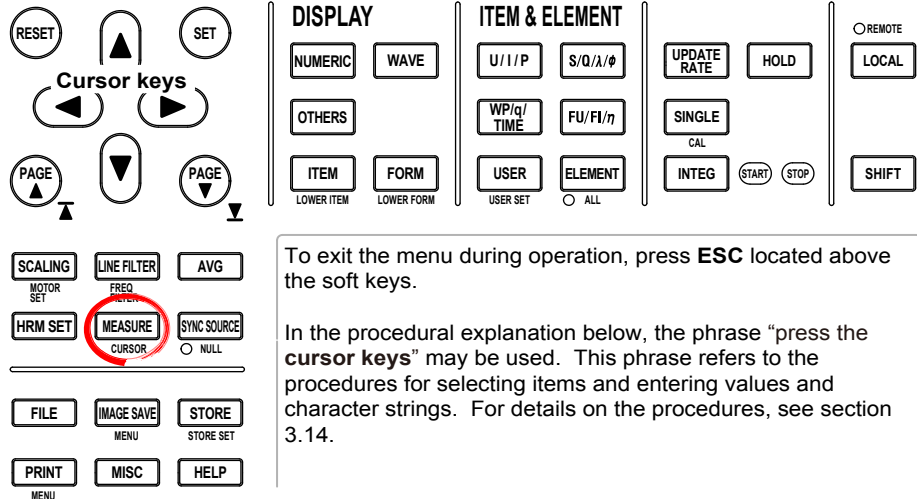 RESET
SET
Cursor keys
PAGE
PAGE
DISPLAY
NUMERIC
WAVE
OTHERS
ITEM
FORM
LOWER ITEM
LOWER FORM
ITEM & ELEMENT
U / I / P
S/Q/λ/ϕ
WP/q/
TIME
FU/FI/η
USER
ELEMENT
USER SET
ALL
UPDATE
RATE
HOLD
SINGLE
CAL
INTEG
START
STOP
REMOTE
LOCAL
SHIFT
SCALING
LINE FILTER
AVG
MOTOR
SET
FREQ
FILTER
HRM SET
MEASURE
SYNC SOURCE
CURSOR
NULL
FILE
IMAGE SAVE
STORE
MENU
STORE SET
PRINT
MISC
HELP
MENU
To exit the menu during operation, press ESC located above
the soft keys.
In the procedural explanation below, the phrase “press the
cursor keys” may be used. This phrase refers to the
procedures for selecting items and entering values and
character strings. For details on the procedures, see section
3.14.